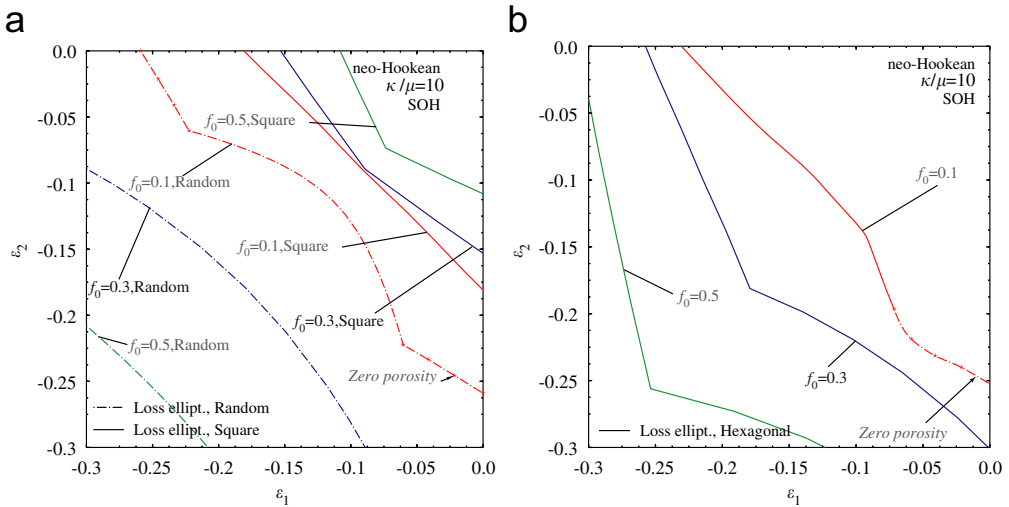 a
0.0
-0.05
-0.1
-0.15
-0.2
-0.25
-0.3
ε2
neo-Hookean
κ/μ=10
SOH
f0=0.5,Square
f0=0.1,Random
f0=0.1,Square
f0=0.3,Random
f0=0.3,Square
f0=0.5,Random
Zero porosity
Loss ellipt., Random
Loss ellipt., Square
-0.3 -0.25 -0.2 -0.15 -0.1 -0.05 0.0
ε1
b
0.0
-0.05
-0.1
-0.15
-0.2
-0.25
-0.3
ε2
neo-Hookean
κ/μ=10
SOH
f0=0.1
f0=0.5
f0=0.3
Zero porosity
Loss ellipt., Hexagonal
-0.3 -0.25 -0.2 -0.15 -0.1 -0.05 0.0
ε1